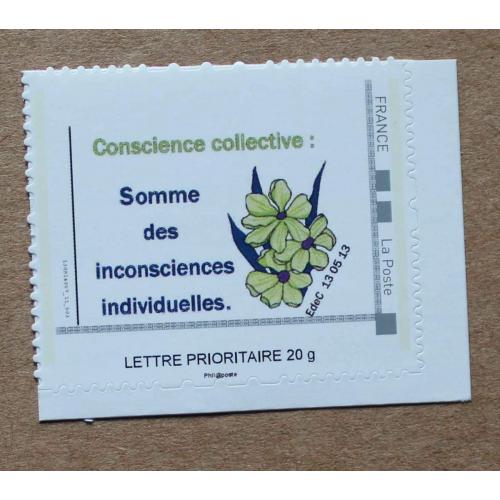 Conscience collective :
Somme
des
inconsciences
individuelles.
EdeC 13 05 13
FRANCE
La Poste
LETTRE PRIORITAIRE 20 g
Phil@poste